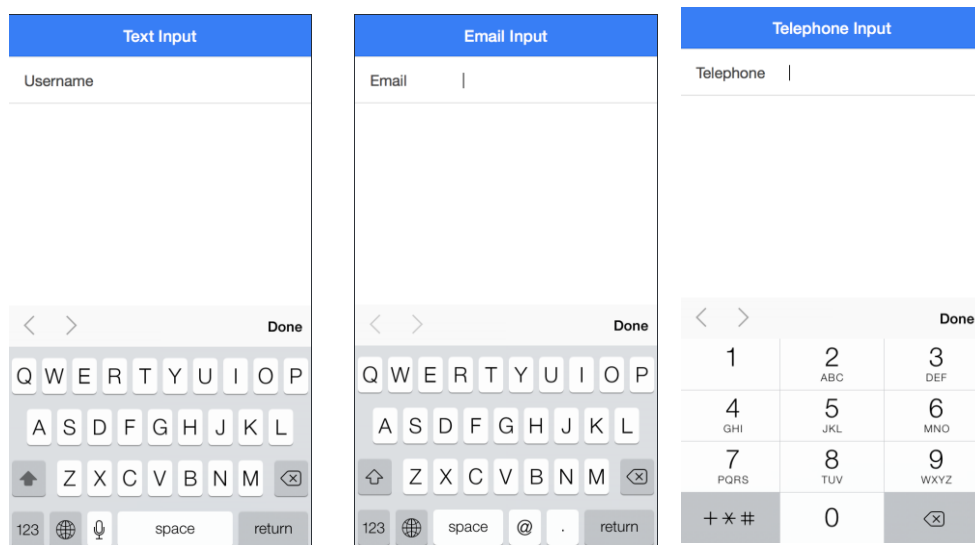 Text Input
Username
Done
Q W E R T Y U I O P
A S D F G H J K L
Z X C V B N M
123 space return
Email Input
Email
Done
Q W E R T Y U I O P
A S D F G H J K L
Z X C V B N M
123 space @ . return
Telephone Input
Telephone
Done
1 2 3
ABC DEF
4 5 6
GHI JKL MNO
7 8 9
PQRS TUV WXYZ
+*# 0